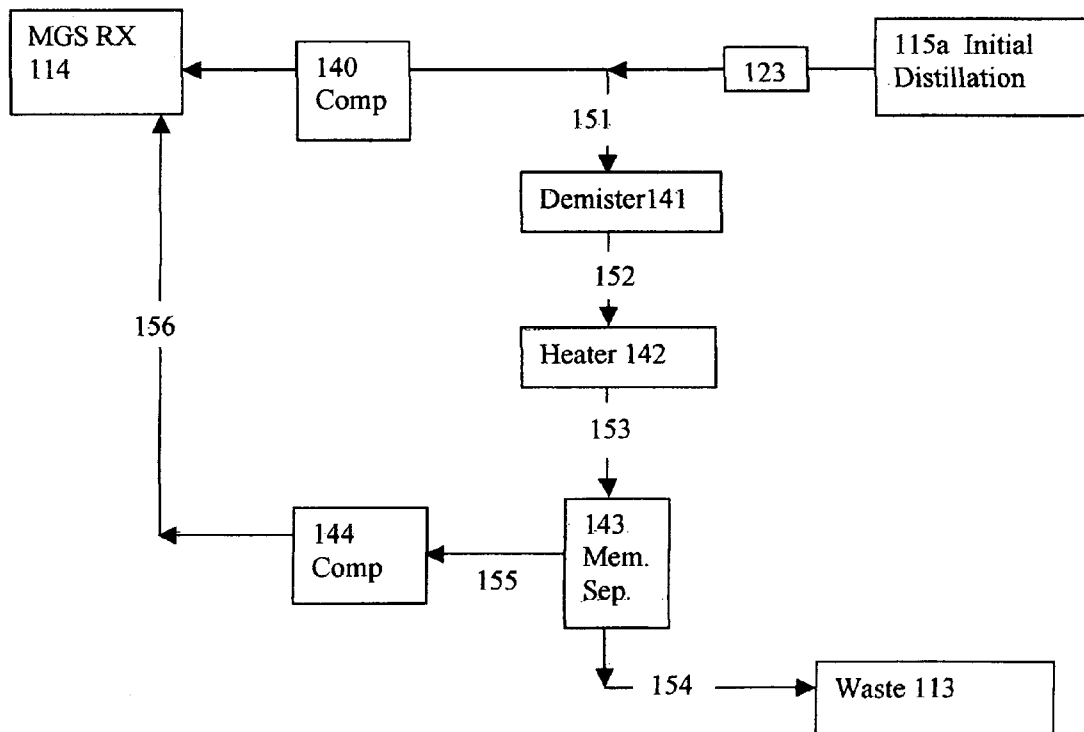 MGS RX
114
140
Comp
123
115a Initial
Distillation
151
Demister141
152
Heater 142
156
153
144
Comp
155
143
Mem.
Sep.
154
Waste 113